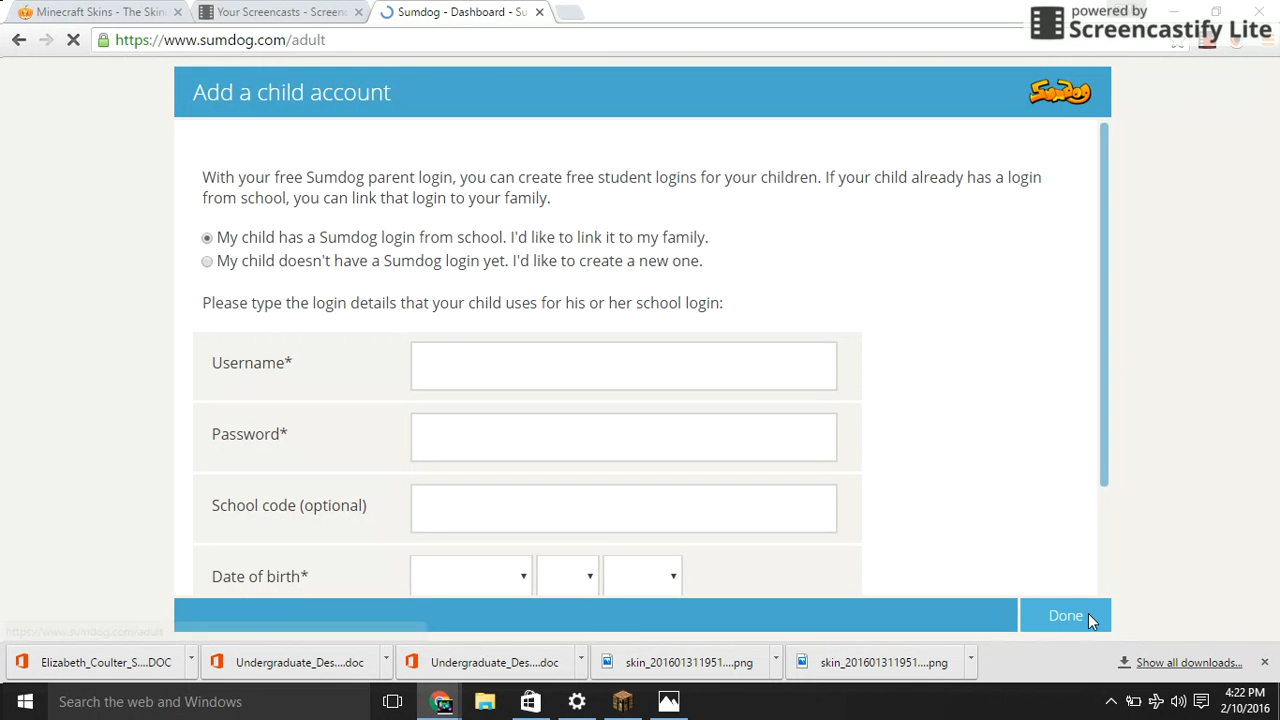 Minecraft Skins - The Skin
Your Screencasts - Screen
Sumdog - Dashboard - Su
powered by
Screencastify Lite
https://www.sumdog.com/adult
Add a child account
Sumdog
With your free Sumdog parent login, you can create free student logins for your children. If your child already has a login
from school, you can link that login to your family.
My child has a Sumdog login from school. I'd like to link it to my family.
My child doesn't have a Sumdog login yet. I'd like to create a new one.
Please type the login details that your child uses for his or her school login:
Username*
Password*
School code (optional)
Date of birth*
Done
https://www.sumdog.com/adult
Elizabeth_Coulter_S....DOC
Undergraduate_Des....doc
Undergraduate_Des....doc
skin_201601311951....png
skin_201601311951....png
Show all downloads...
Search the web and Windows
4:22 PM
2/10/2016